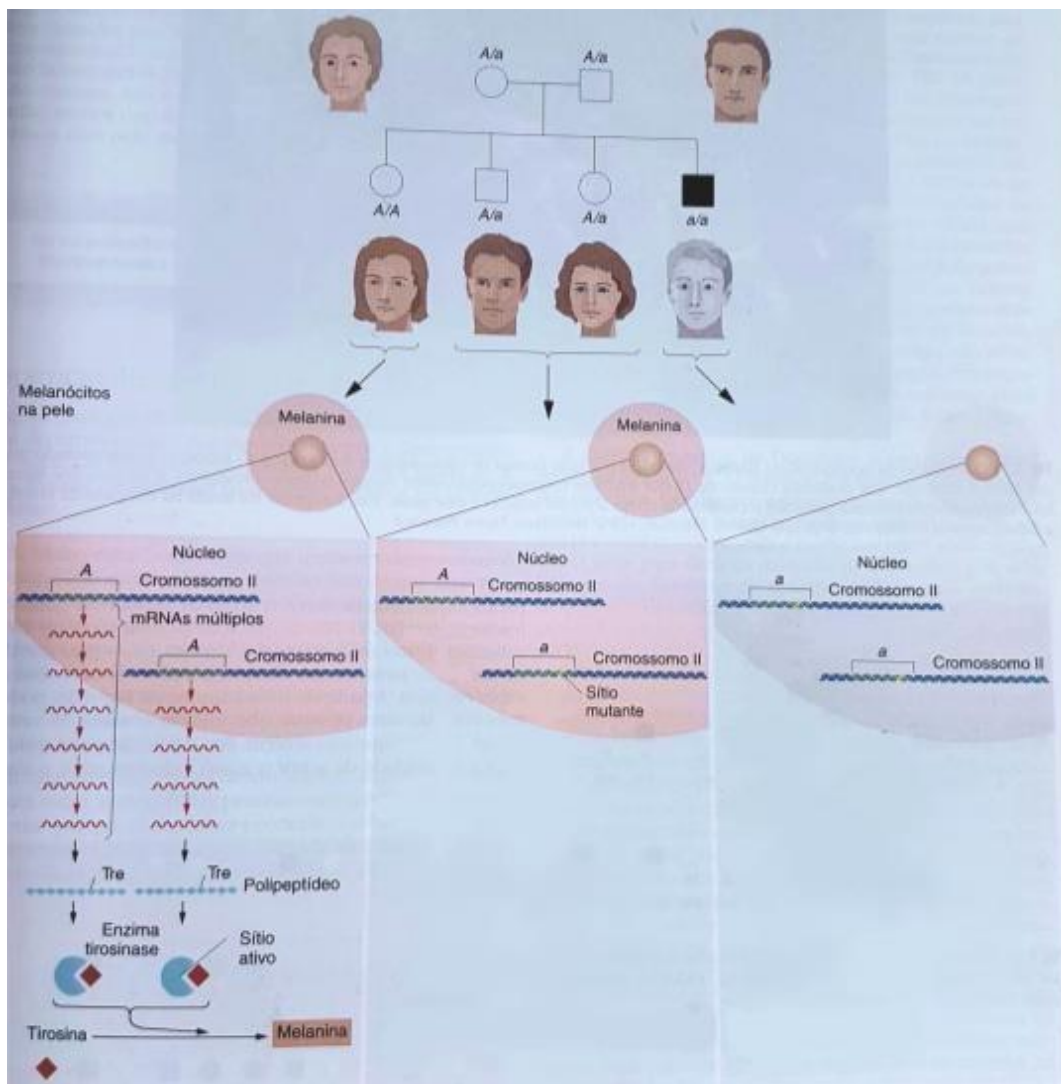 A/a
A/a
A/A
A/a
A/a
a/a
Melanócitos
na pele
Melanina
Melanina
Núcleo
A
Cromossomo II
mRNAs múltiplos
A
Cromossomo II
Tre
Tre
Polipeptídeo
Enzima
tirosinase
Sítio
ativo
Tirosina
Melanina
Núcleo
A
Cromossomo II
a
Cromossomo II
Sítio
mutante
Núcleo
a
Cromossomo II
a
Cromossomo II